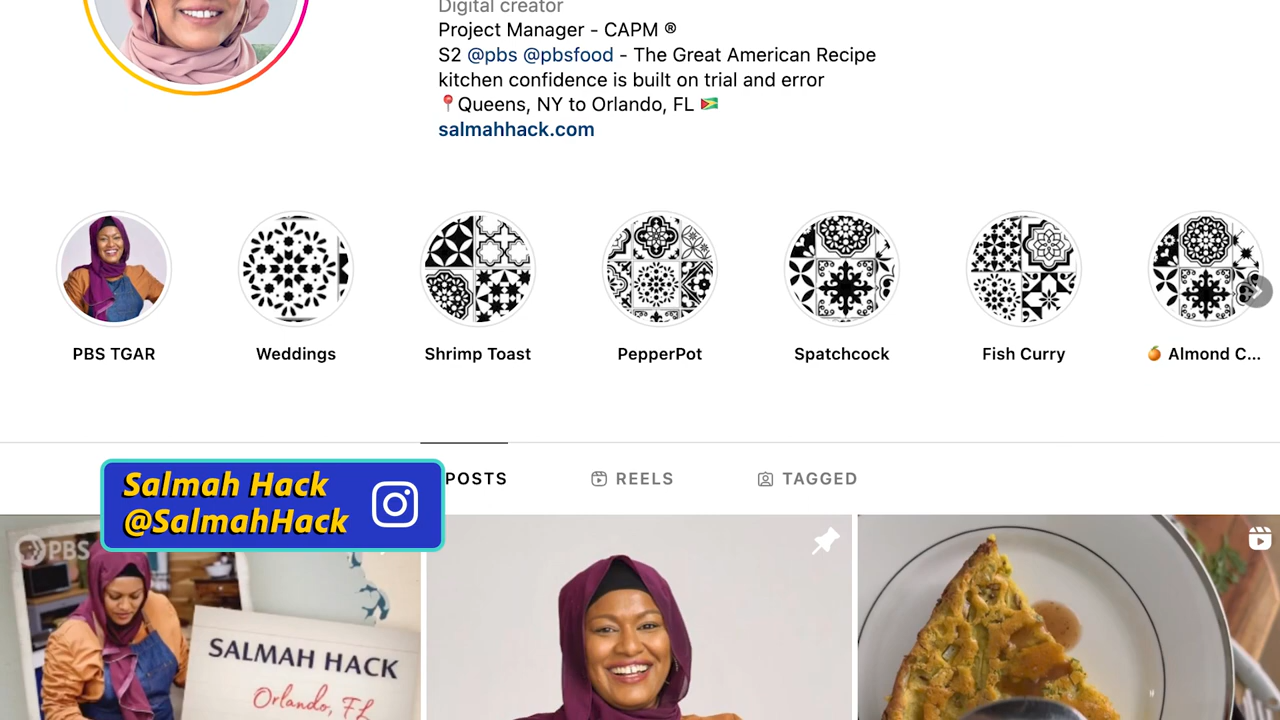 Digital creator
Project Manager - CAPM ®
S2 @pbs @pbsfood - The Great American Recipe
kitchen confidence is built on trial and error
📍Queens, NY to Orlando, FL 🇬🇾
salmahhack.com
PBS TGAR
Weddings
Shrimp Toast
PepperPot
Spatchcock
Fish Curry
🍊 Almond C...
POSTS
REELS
TAGGED
Salmah Hack
@SalmahHack
PBS
SALMAH HACK
Orlando, FL